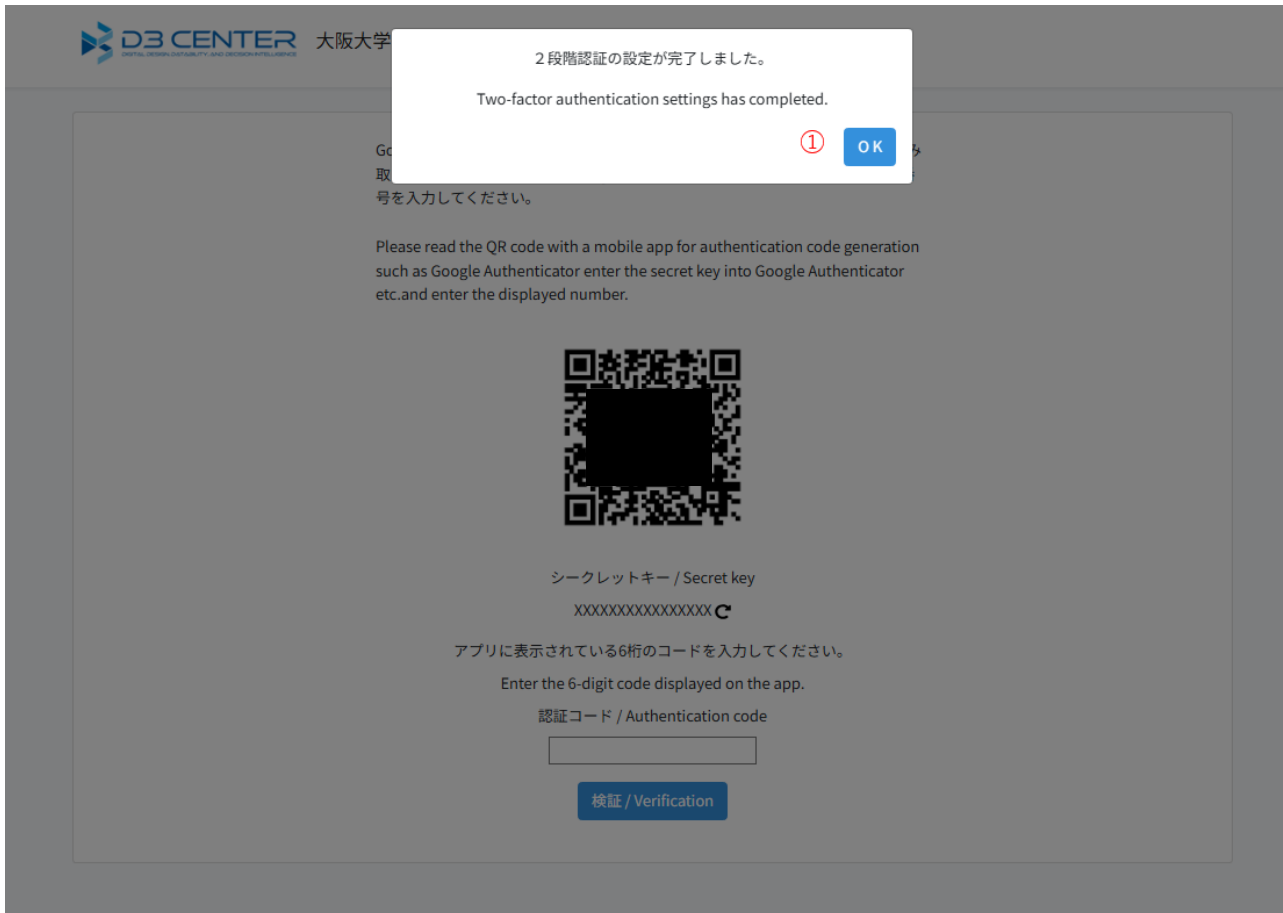 D3 CENTER
DIGITAL DESIGN, DATABILITY, AND DECISION INTELLIGENCE
大阪大学
2段階認証の設定が完了しました。
Two-factor authentication settings has completed.
① OK
号を入力してください。
Please read the QR code with a mobile app for authentication code generation
such as Google Authenticator enter the secret key into Google Authenticator
etc.and enter the displayed number.
シークレットキー / Secret key
XXXXXXXXXXXXXXXX
アプリに表示されている6桁のコードを入力してください。
Enter the 6-digit code displayed on the app.
認証コード / Authentication code
検証 / Verification